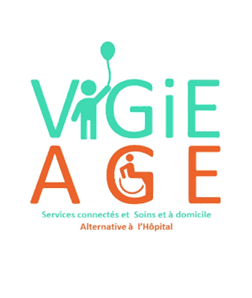 ViGiE
AGE
Services connectés et Soins et à domicile
Alternative à l'Hôpital